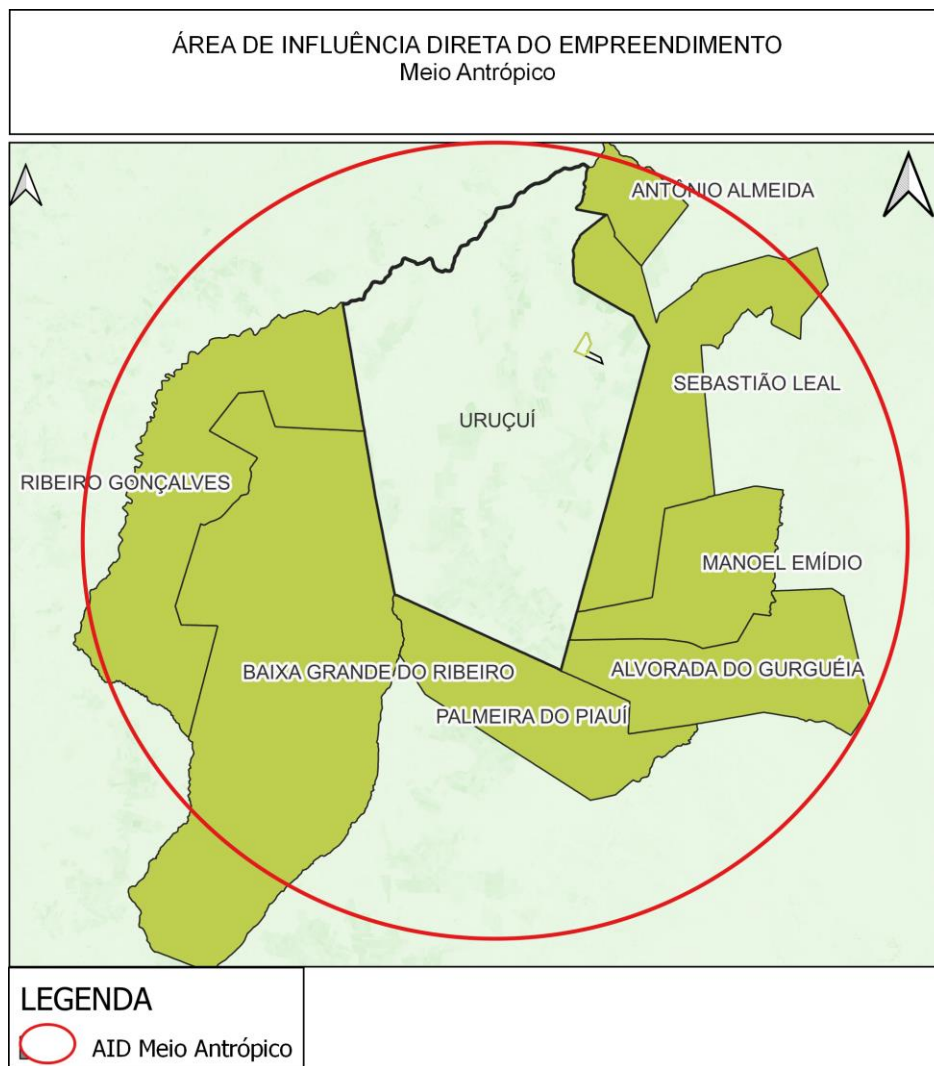 ÁREA DE INFLUÊNCIA DIRETA DO EMPREENDIMENTO
Meio Antrópico
ANTÔNIO ALMEIDA
SEBASTIÃO LEAL
URUÇUÍ
RIBEIRO GONÇALVES
MANOEL EMÍDIO
BAIXA GRANDE DO RIBEIRO
ALVORADA DO GURGUÉIA
PALMEIRA DO PIAUÍ
LEGENDA
AID Meio Antrópico